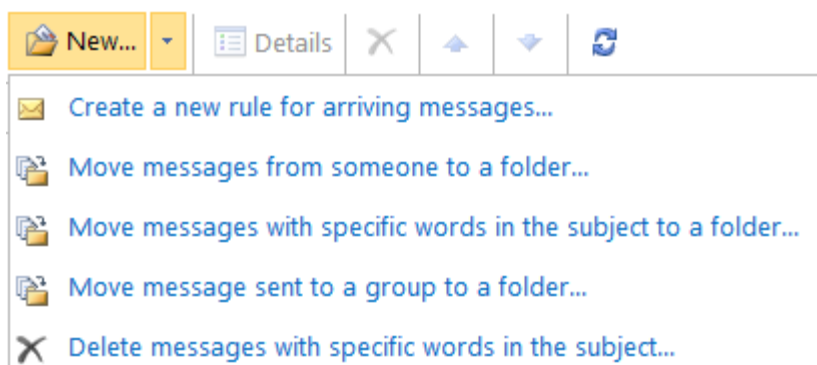 New... Details
Create a new rule for arriving messages...
Move messages from someone to a folder...
Move messages with specific words in the subject to a folder...
Move message sent to a group to a folder...
Delete messages with specific words in the subject...